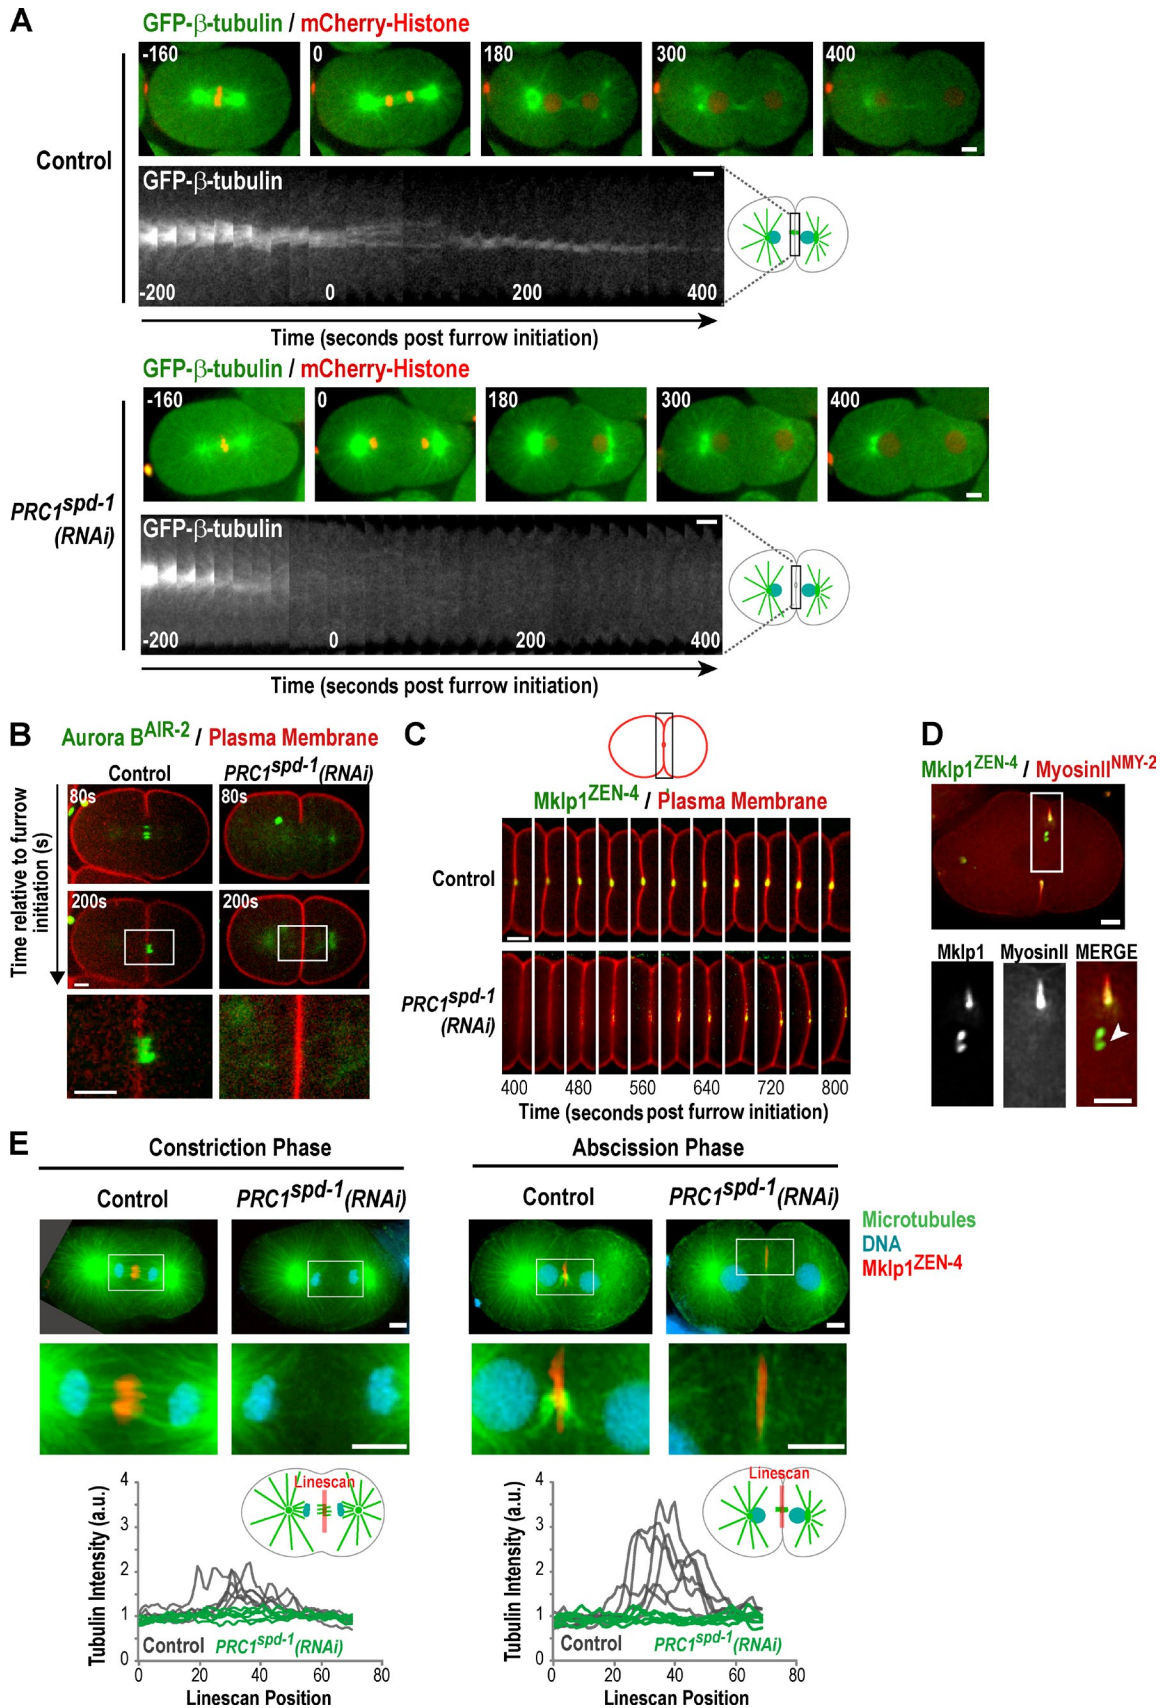 A
GFP-β-tubulin / mCherry-Histone
-160 0 180 300 400
Control
GFP-β-tubulin
-200 0 200 400
Time (seconds post furrow initiation)
GFP-β-tubulin / mCherry-Histone
-160 0 180 300 400
PRC1spd-1
(RNAi)
GFP-β-tubulin
-200 0 200 400
Time (seconds post furrow initiation)
B
Aurora BAIR-2 / Plasma Membrane
Control PRC1spd-1(RNAi)
80s 80s
200s 200s
Time relative to furrow
initiation (s)
C
Mklp1ZEN-4 / Plasma Membrane
Control
PRC1spd-1
(RNAi)
400 480 560 640 720 800
Time (seconds post furrow initiation)
D
Mklp1ZEN-4 / MyosinIINMY-2
Mklp1 MyosinII MERGE
E
Constriction Phase Abscission Phase
Control PRC1spd-1(RNAi) Control PRC1spd-1(RNAi)
Microtubules
DNA
Mklp1ZEN-4
Tubulin Intensity (a.u.)
4
3
2
1
0
Linescan
Control PRC1spd-1(RNAi)
0 20 40 60 80
Linescan Position
Tubulin Intensity (a.u.)
4
3
2
1
0
Linescan
Control PRC1spd-1(RNAi)
0 20 40 60 80
Linescan Position